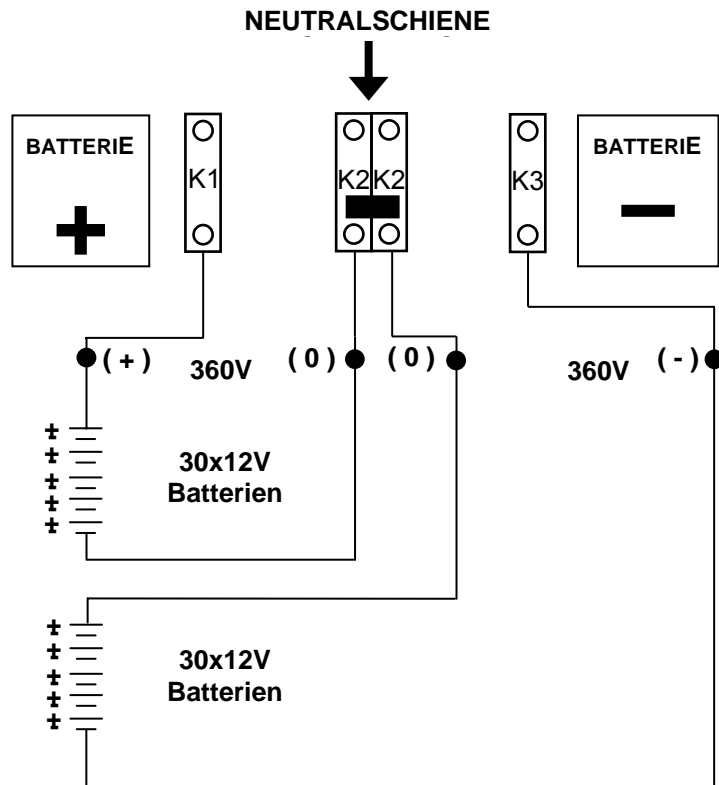 NEUTRALSCHIENE
BATTERIE
K1
K2 K2
K3
BATTERIE
+
−
(+) 360V (0) (0) 360V (-)
±
±
±
±
±
30x12V
Batterien
±
±
±
±
±
30x12V
Batterien